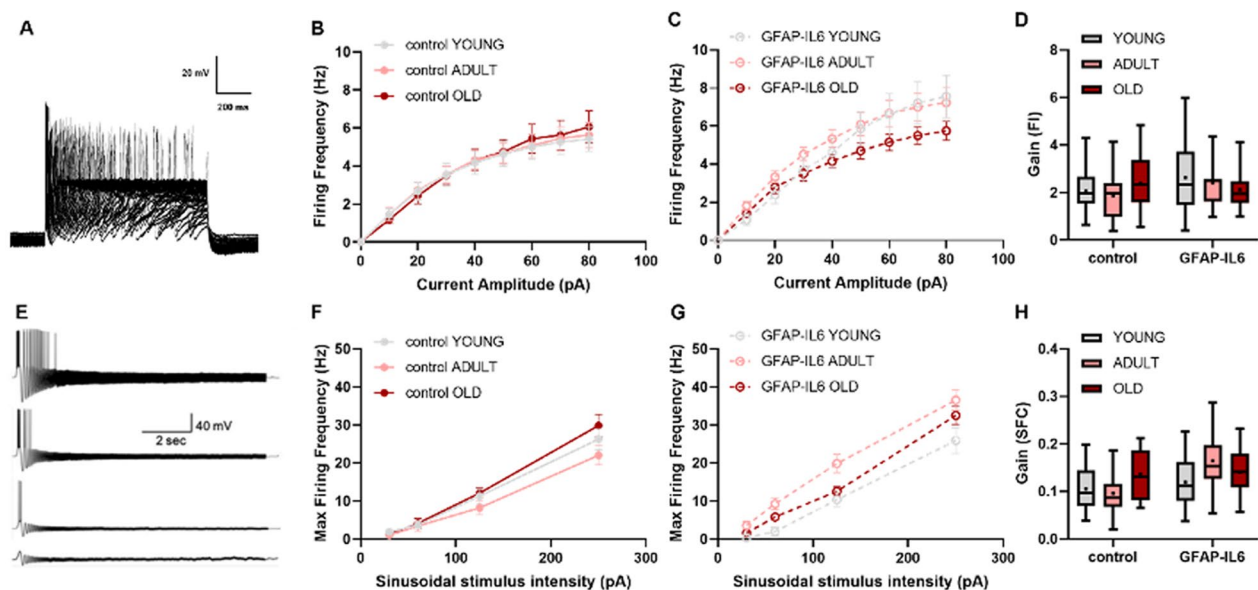 A
20 mV
200 ms
B
control YOUNG
control ADULT
control OLD
Firing Frequency (Hz)
10
8
6
4
2
0
0 20 40 60 80 100
Current Amplitude (pA)
C
GFAP-IL6 YOUNG
GFAP-IL6 ADULT
GFAP-IL6 OLD
Firing Frequency (Hz)
10
8
6
4
2
0
0 20 40 60 80 100
Current Amplitude (pA)
D
YOUNG
ADULT
OLD
Gain (FI)
8
6
4
2
0
control GFAP-IL6
E
40 mV
2 sec
F
control YOUNG
control ADULT
control OLD
Max Firing Frequency (Hz)
50
40
30
20
10
0
0 100 200 300
Sinusoidal stimulus intensity (pA)
G
GFAP-IL6 YOUNG
GFAP-IL6 ADULT
GFAP-IL6 OLD
Max Firing Frequency (Hz)
50
40
30
20
10
0
0 100 200 300
Sinusoidal stimulus intensity (pA)
H
YOUNG
ADULT
OLD
Gain (SFC)
0.4
0.3
0.2
0.1
0.0
control GFAP-IL6